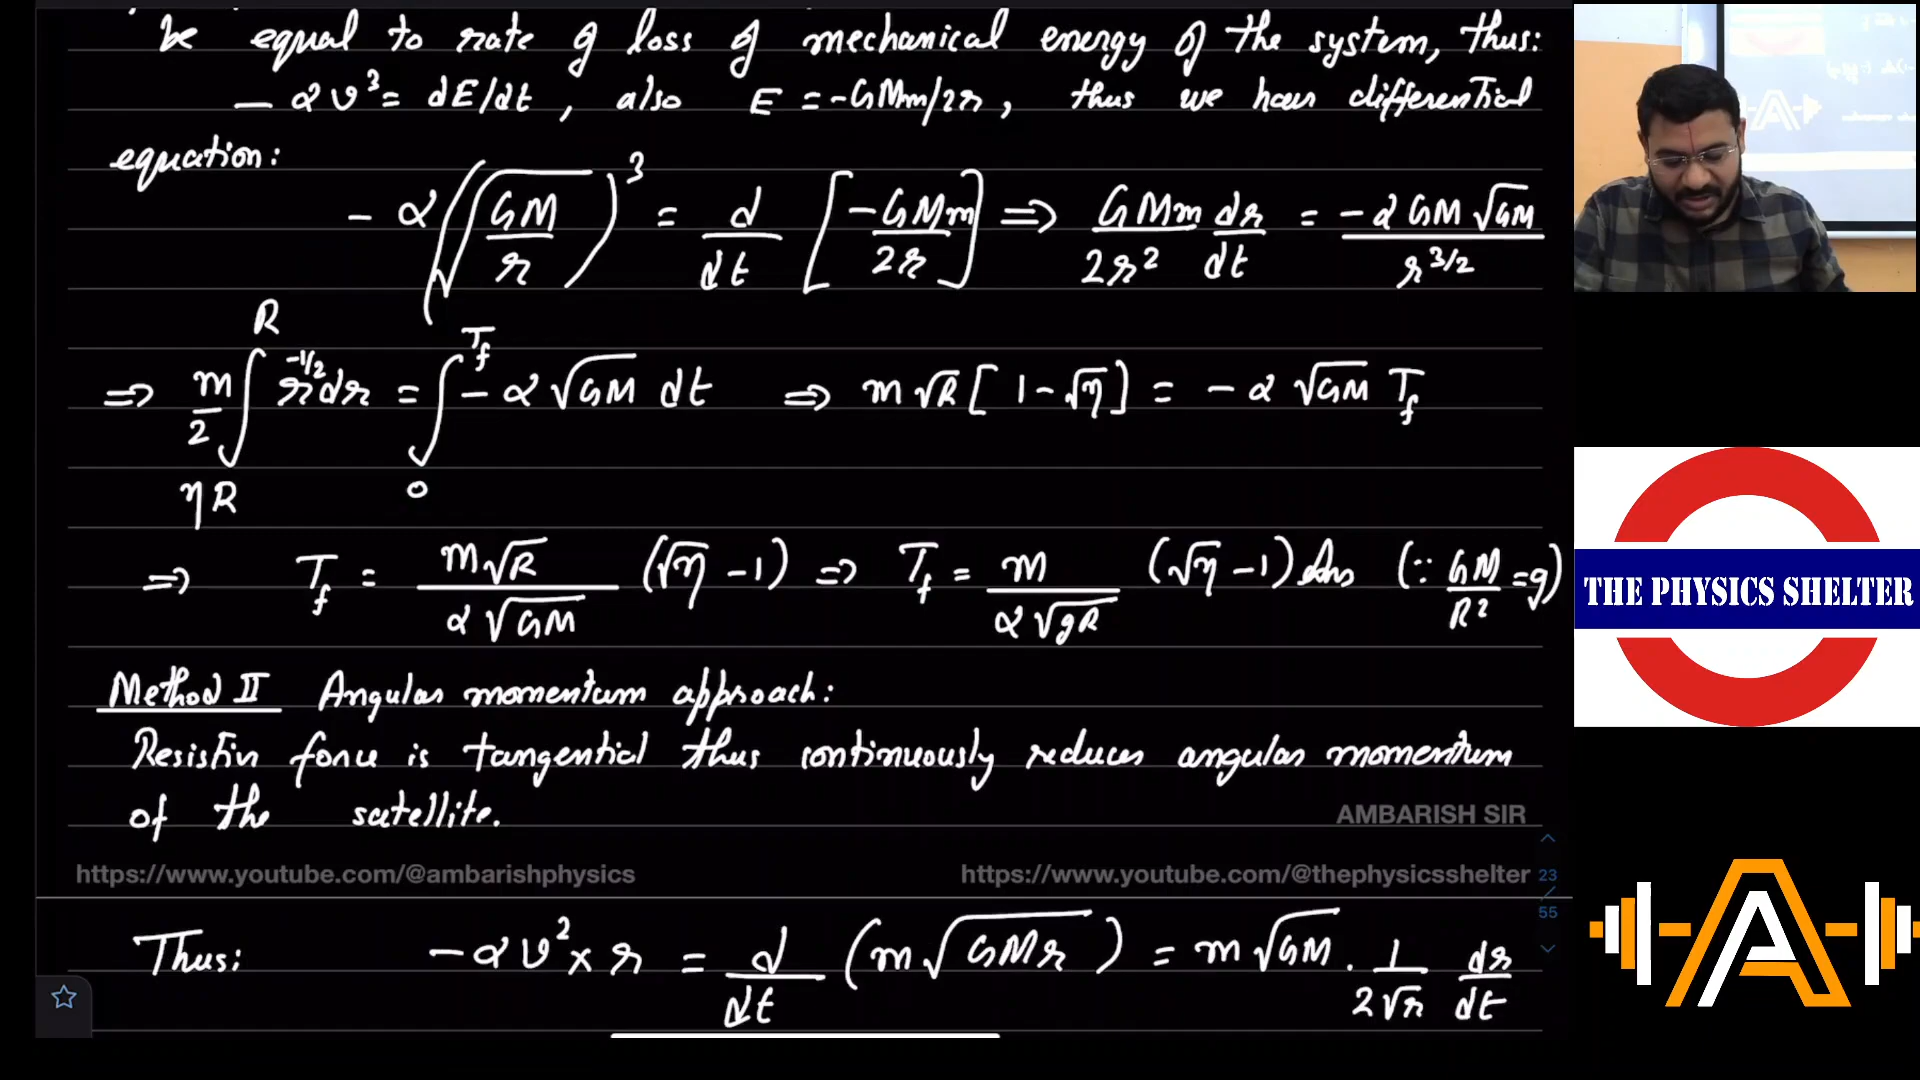 be equal to rate of loss of mechanical energy of the system, thus:
- αv³ = dE/dt, also E = -GMm/2r, thus we have differential
equation:
- α(√(GM/r))³ = d/dt [-GMm/2r] ⇒ GMm/2r² dr/dt = -α GM √GM / r^3/2
⇒ m/2 ∫_{ηR}^{R} r^-1/2 dr = ∫_{0}^{T_f} - α √GM dt ⇒ m√R [1-√η] = - α √GM T_f
⇒ T_f = m√R / α√GM (√η - 1) ⇒ T_f = m / α√gR (√η - 1) Ans (∵ GM/R² = g)
Method II Angular momentum approach:
Resistiv force is tangential thus continuously reduces angular momentum
of the satellite.
AMBARISH SIR
https://www.youtube.com/@ambarishphysics https://www.youtube.com/@thephysicsshelter
23
55
Thus: - αv² × r = d/dt (m√GMr) = m√GM . 1/2√r dr/dt
THE PHYSICS SHELTER